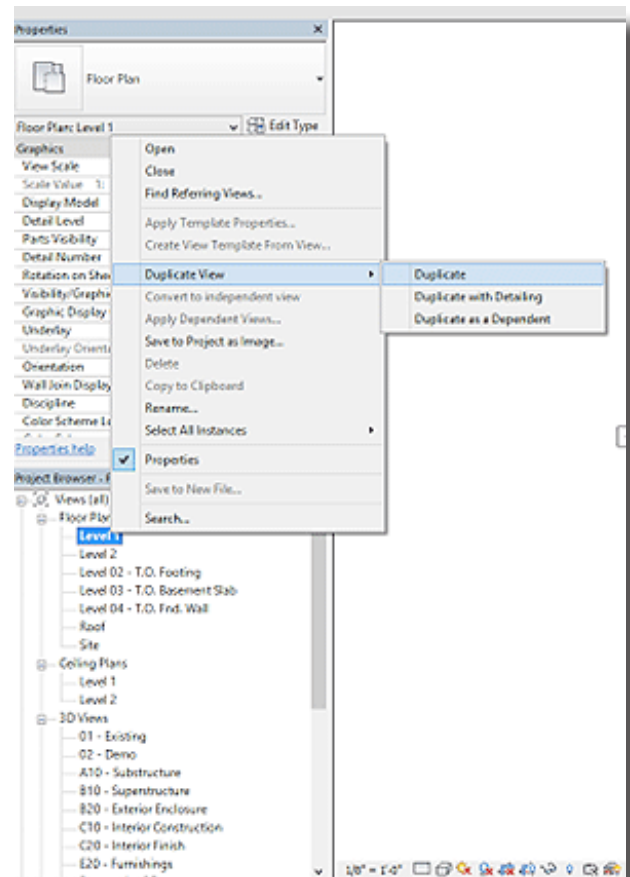 Properties
Floor Plan
Floor Plan: Level 1
Edit Type
Graphics
View Scale
Scale Value 1:
Display Model
Detail Level
Parts Visibility
Detail Number
Rotation on Shee
Visibility/Graphi
Graphic Display
Underlay
Underlay Orienta
Orientation
Wall Join Display
Discipline
Color Scheme Lo
Properties help
Open
Close
Find Referring Views...
Apply Template Properties...
Create View Template From View...
Duplicate View
Convert to independent view
Apply Dependent Views...
Save to Project as Image...
Delete
Copy to Clipboard
Rename...
Select All Instances
Properties
Save to New File...
Search...
Duplicate
Duplicate with Detailing
Duplicate as a Dependent
Project Browser -
Views (all)
Floor Plan
Level 1
Level 2
Level 02 - T.O. Footing
Level 03 - T.O. Basement Slab
Level 04 - T.O. Fnd. Wall
Roof
Site
Ceiling Plans
Level 1
Level 2
3D Views
01 - Existing
02 - Demo
A10 - Substructure
B10 - Superstructure
B20 - Exterior Enclosure
C10 - Interior Construction
C20 - Interior Finish
E20 - Furnishings
1/8" = 1'-0"